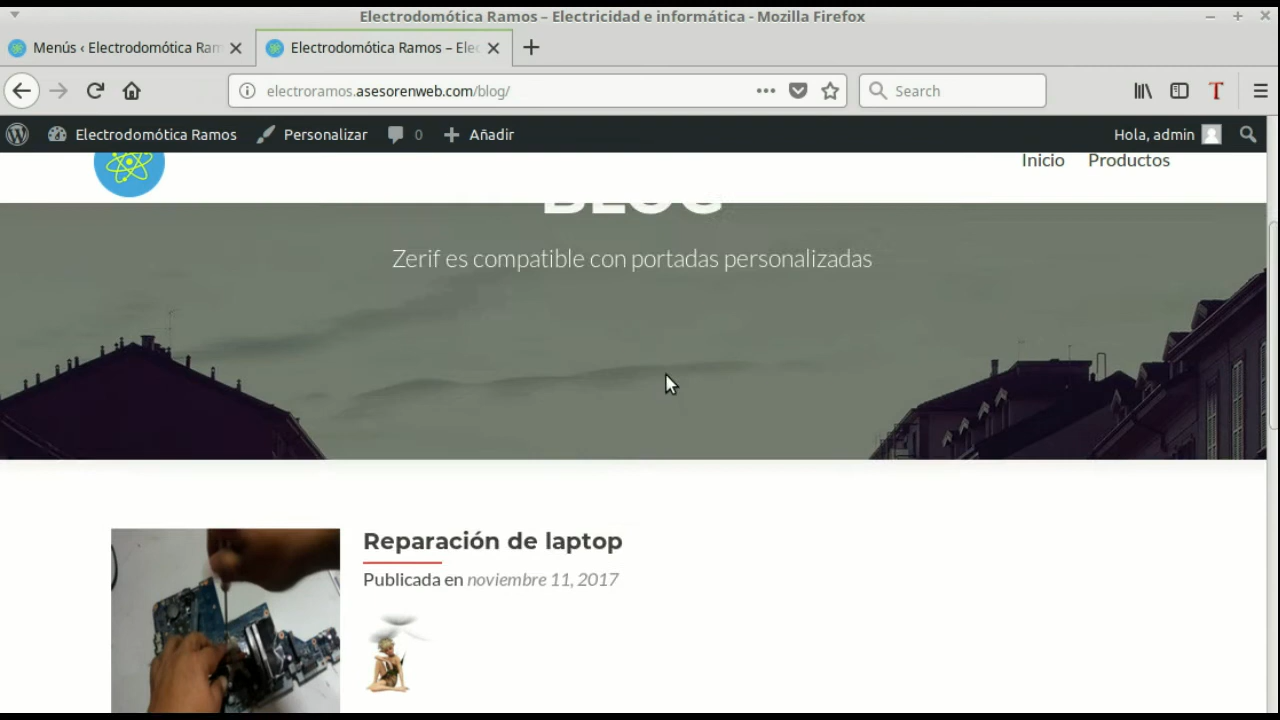 Electrodomótica Ramos – Electricidad e informática - Mozilla Firefox
Menús ‹ Electrodomótica Ram
Electrodomótica Ramos – Elec
electroramos.asesorenweb.com/blog/
Search
Electrodomótica Ramos
Personalizar
0
Añadir
Hola, admin
Inicio
Productos
BLOG
Zerif es compatible con portadas personalizadas
Reparación de laptop
Publicada en noviembre 11, 2017